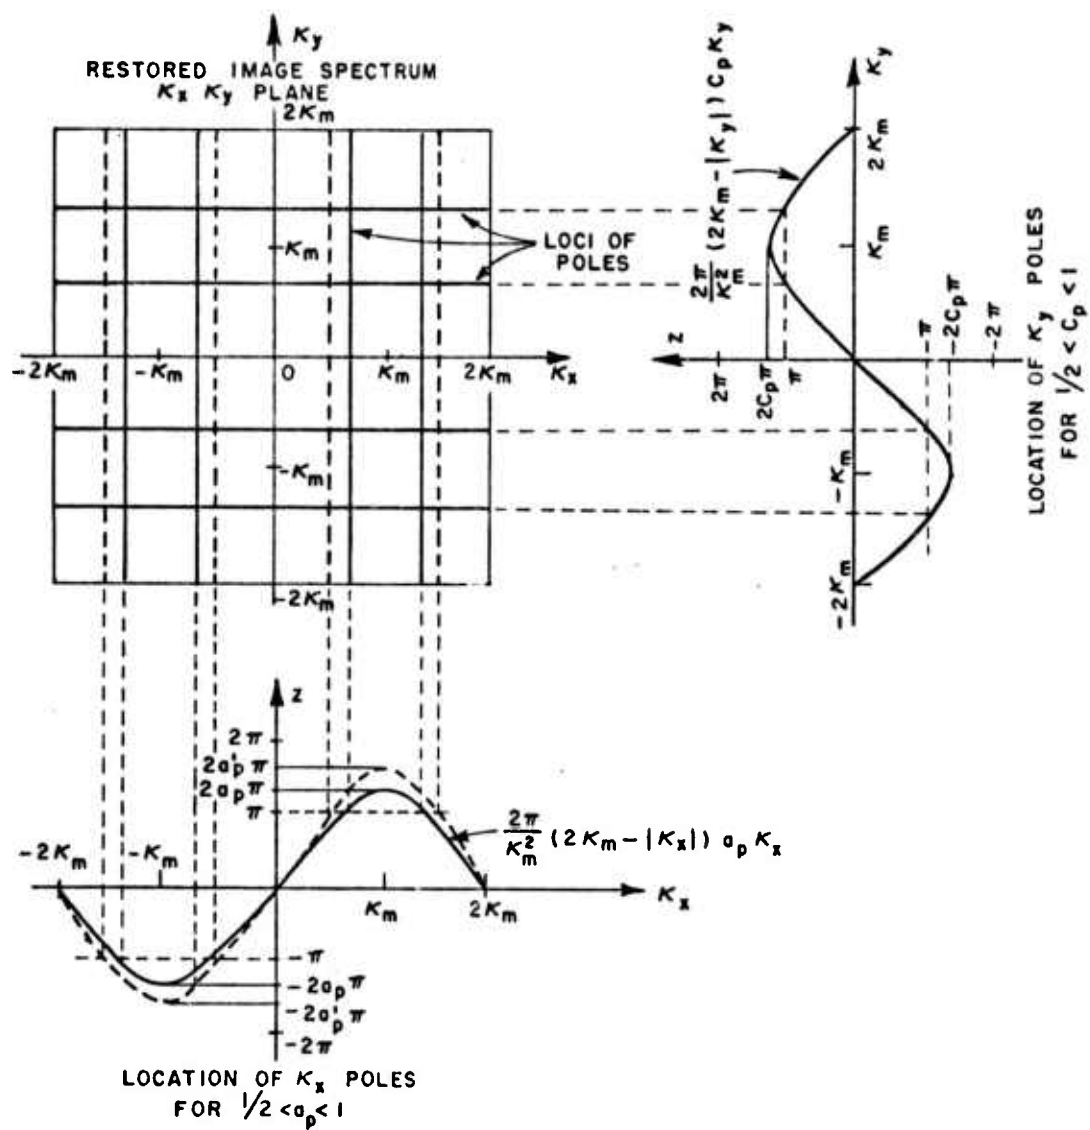 κy
RESTORED IMAGE SPECTRUM
κx κy PLANE
2κm
κm
-2κm
-κm
0
κm
2κm
κx
-κm
-2κm
LOCI OF
POLES
2π/κm² (2κm-|κy|) Cpκy
κy
2κm
κm
-κm
-2κm
z
2π
2Cpπ
π
π
-2Cpπ
-2π
LOCATION OF κy POLES
FOR 1/2 < Cp < 1
z
2π
2a'pπ
2apπ
π
2π/κm² (2κm-|κx|) apκx
-2κm
-κm
κm
2κm
κx
-π
-2apπ
-2a'pπ
-2π
LOCATION OF κx POLES
FOR 1/2 <ap< 1